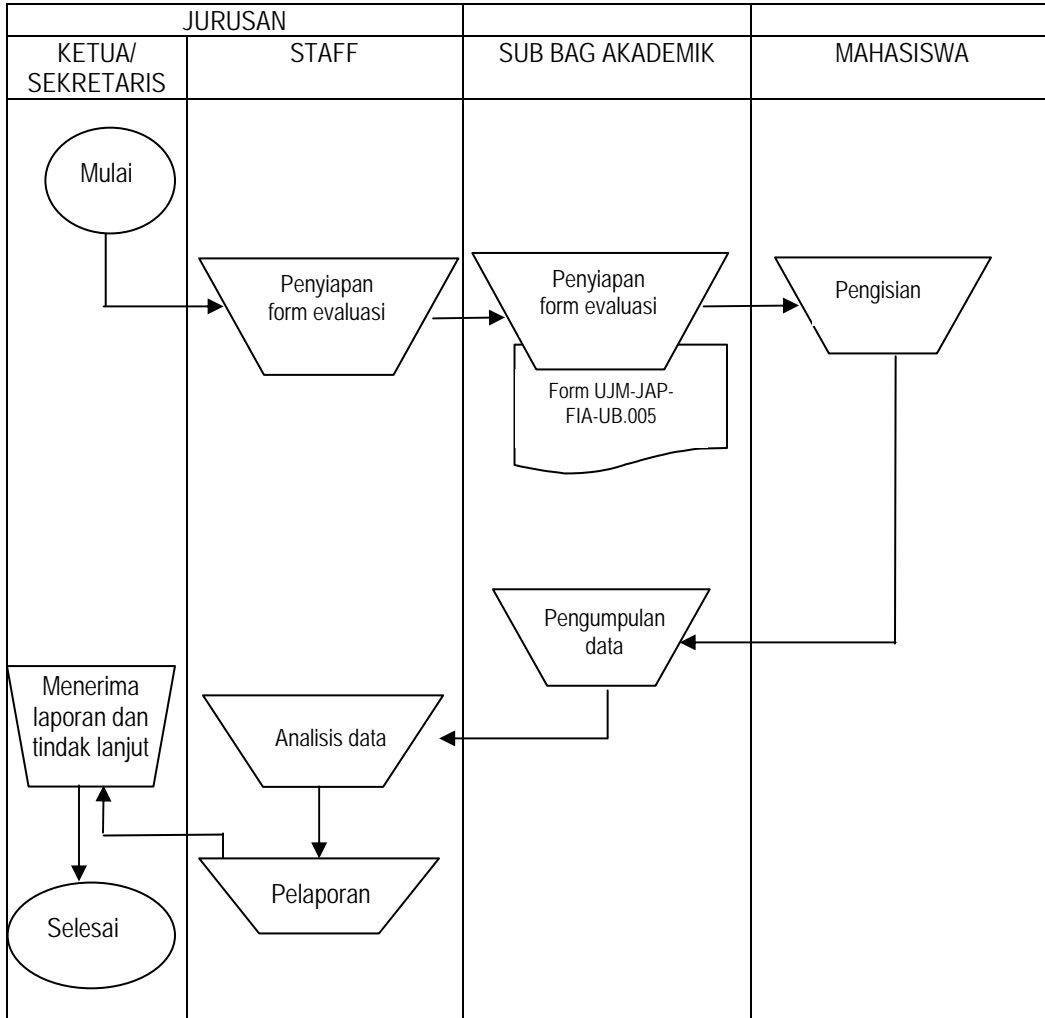 JURUSAN
KETUA/
SEKRETARIS
STAFF
SUB BAG AKADEMIK
MAHASISWA
Mulai
Penyiapan
form evaluasi
Penyiapan
form evaluasi
Pengisian
Form UJM-JAP-
FIA-UB.005
Pengumpulan
data
Menerima
laporan dan
tindak lanjut
Analisis data
Pelaporan
Selesai